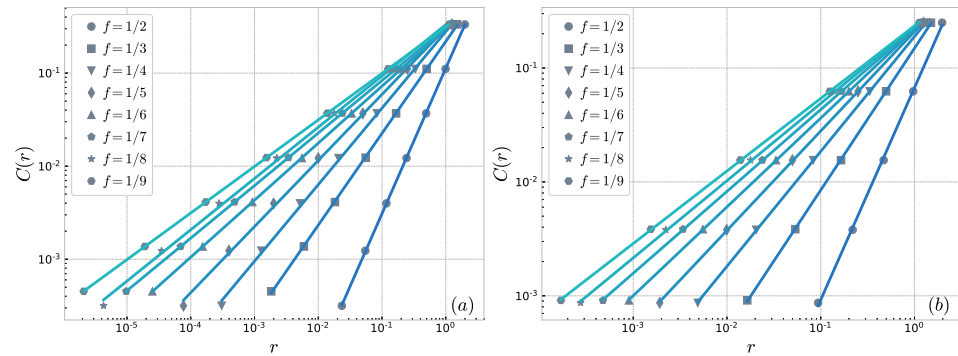 f = 1/2
f = 1/3
f = 1/4
f = 1/5
f = 1/6
f = 1/7
f = 1/8
f = 1/9
C(r)
10^-1
10^-2
10^-3
10^-5
10^-4
10^-3
10^-2
10^-1
10^0
r
(a)
f = 1/2
f = 1/3
f = 1/4
f = 1/5
f = 1/6
f = 1/7
f = 1/8
f = 1/9
C(r)
10^-1
10^-2
10^-3
10^-3
10^-1
10^0
r
(b)